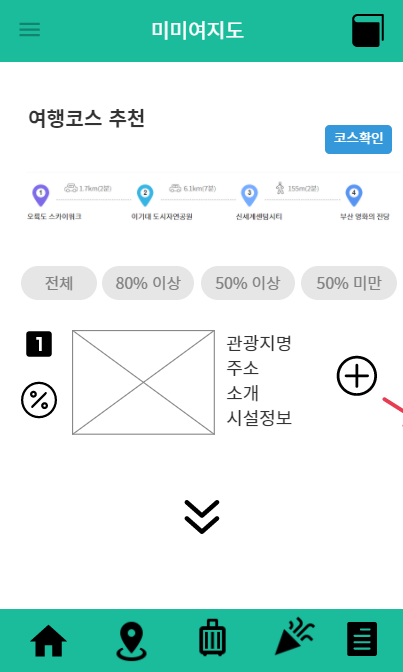 미미여지도
여행코스 추천
코스확인
1.7km(2분) 6.1km(7분) 155m(2분)
1 2 3 4
오륙도 스카이워크 이기대 도시자연공원 신세계센텀시티 부산 영화의 전당
전체 80% 이상 50% 이상 50% 미만
1
관광지명
주소
%
소개
시설정보